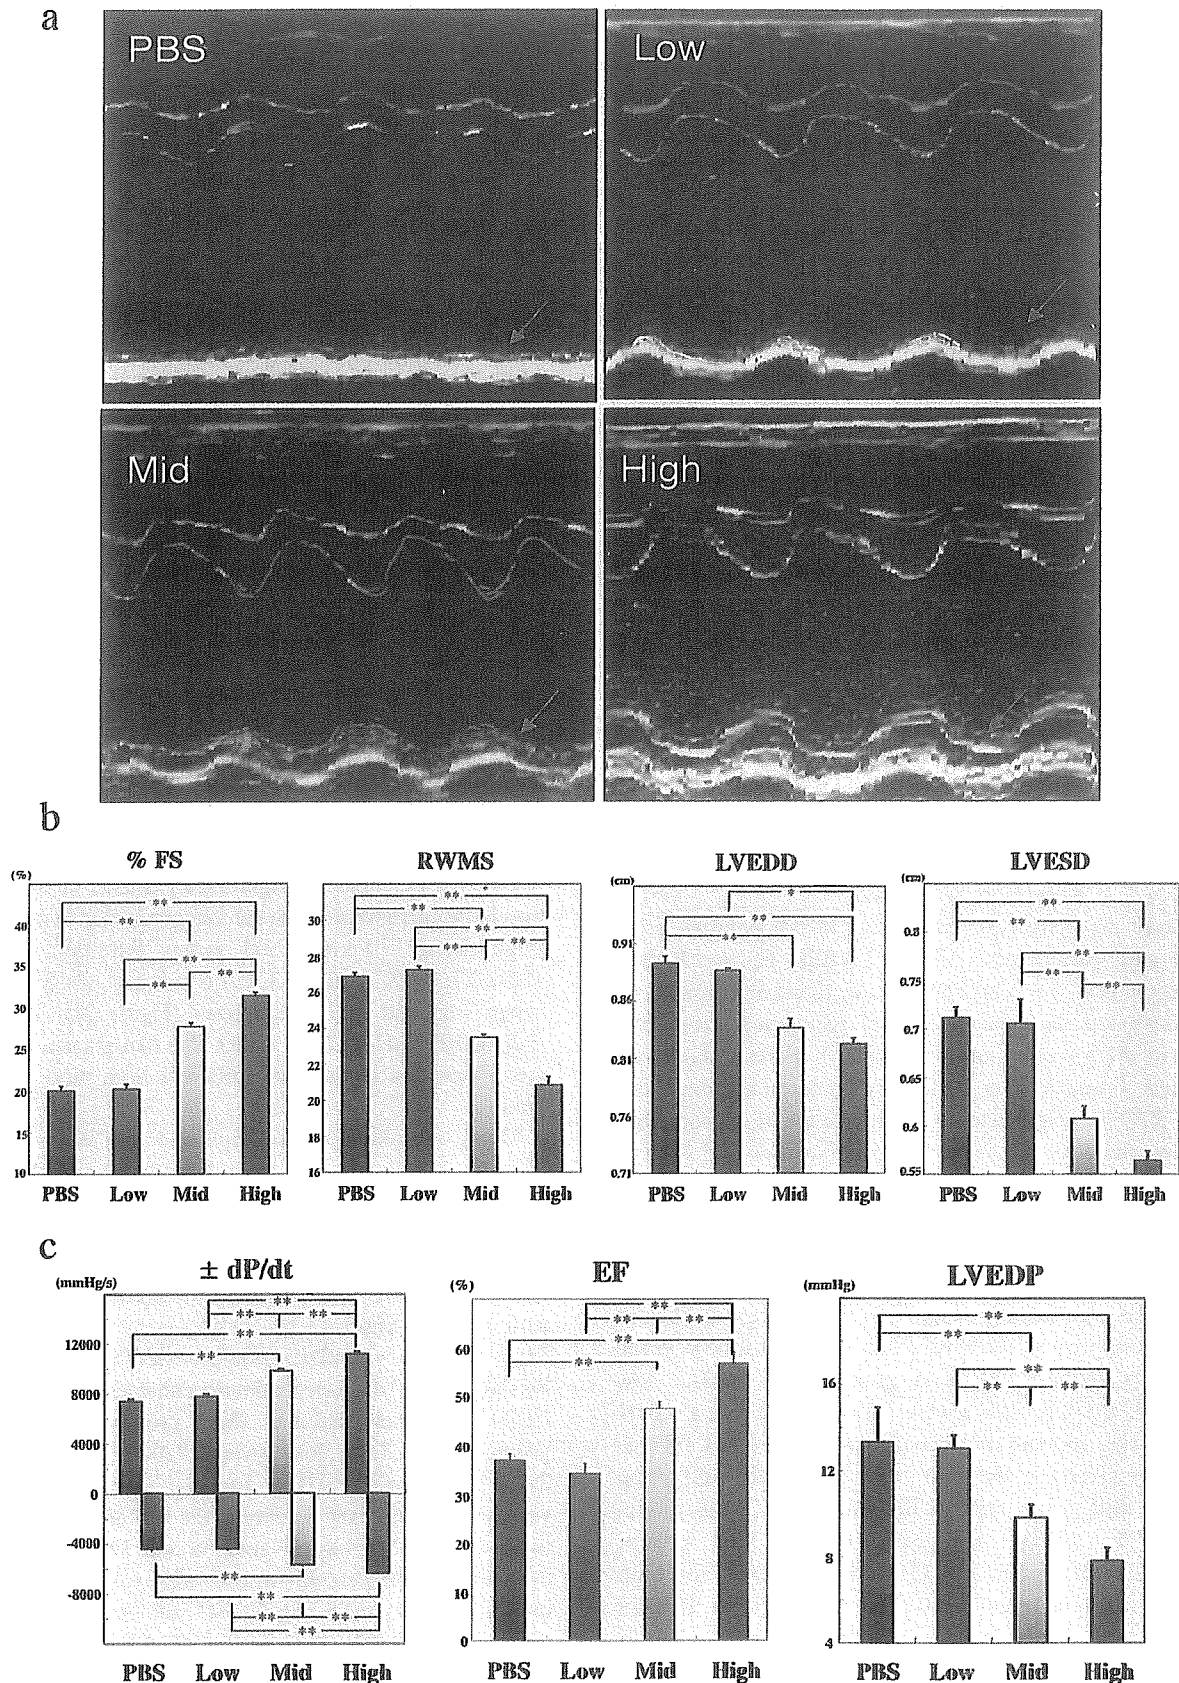 a
PBS
Low
Mid
High
b
% FS
(%)
40
35
30
25
20
15
10
** ** ** ** **
PBS Low Mid High
RWMS
32
30
28
26
24
22
20
18
16
** ** ** ** **
PBS Low Mid High
LVEDD
(cm)
0.91
0.86
0.81
0.76
0.71
* ** **
PBS Low Mid High
LVESD
(cm)
0.8
0.7
0.65
0.6
0.55
** ** ** ** **
PBS Low Mid High
c
± dP/dt
(mmHg/s)
12000
8000
4000
0
-4000
-8000
** ** ** ** **
** ** ** ** **
PBS Low Mid High
EF
(%)
60
50
40
30
20
10
0
** ** ** ** **
PBS Low Mid High
LVEDP
(mmHg)
16
12
8
4
** ** ** ** **
PBS Low Mid High